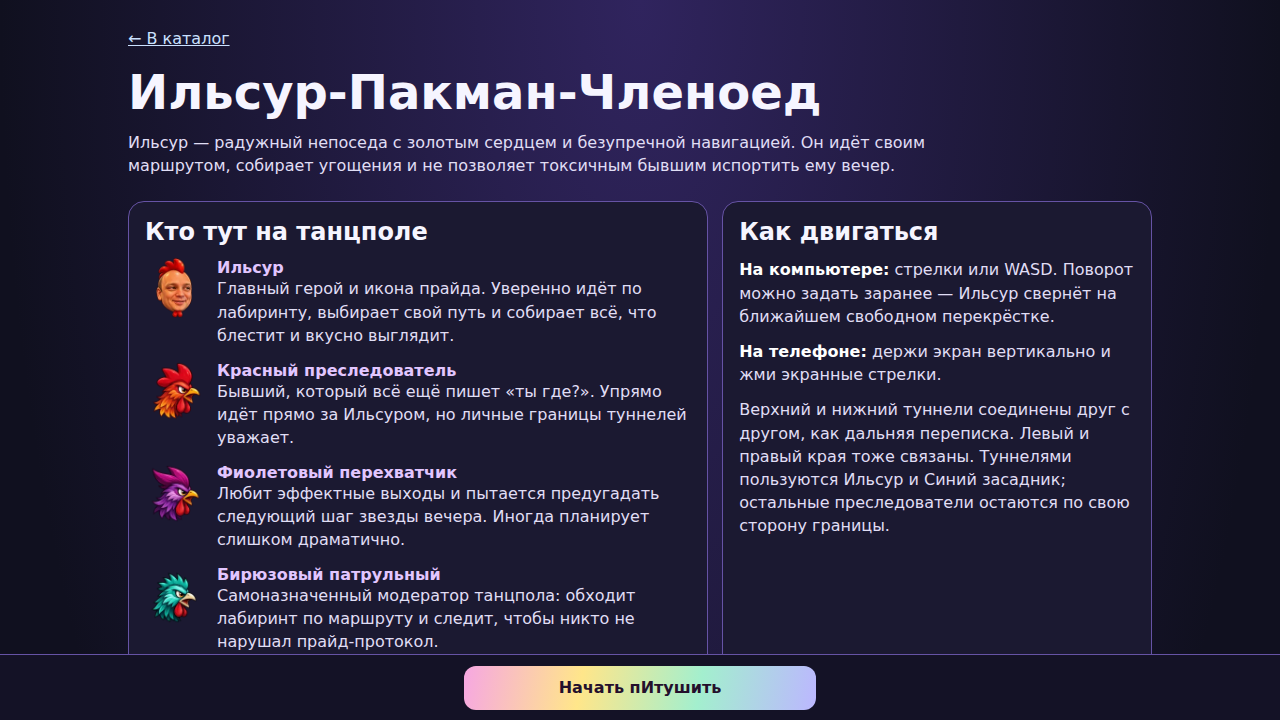 ← В каталог
Ильсур-Пакман-Членоед
Ильсур — радужный непоседа с золотым сердцем и безупречной навигацией. Он идёт своим
маршрутом, собирает угощения и не позволяет токсичным бывшим испортить ему вечер.
Кто тут на танцполе
Ильсур
Главный герой и икона прайда. Уверенно идёт по
лабиринту, выбирает свой путь и собирает всё, что
блестит и вкусно выглядит.
Красный преследователь
Бывший, который всё ещё пишет «ты где?». Упрямо
идёт прямо за Ильсуром, но личные границы туннелей
уважает.
Фиолетовый перехватчик
Любит эффектные выходы и пытается предугадать
следующий шаг звезды вечера. Иногда планирует
слишком драматично.
Бирюзовый патрульный
Самоназначенный модератор танцпола: обходит
лабиринт по маршруту и следит, чтобы никто не
нарушал прайд-протокол.
Как двигаться
На компьютере: стрелки или WASD. Поворот
можно задать заранее — Ильсур свернёт на
ближайшем свободном перекрёстке.
На телефоне: держи экран вертикально и
жми экранные стрелки.
Верхний и нижний туннели соединены друг с
другом, как дальняя переписка. Левый и
правый края тоже связаны. Туннелями
пользуются Ильсур и Синий засадник;
остальные преследователи остаются по свою
сторону границы.
Начать пИтушить